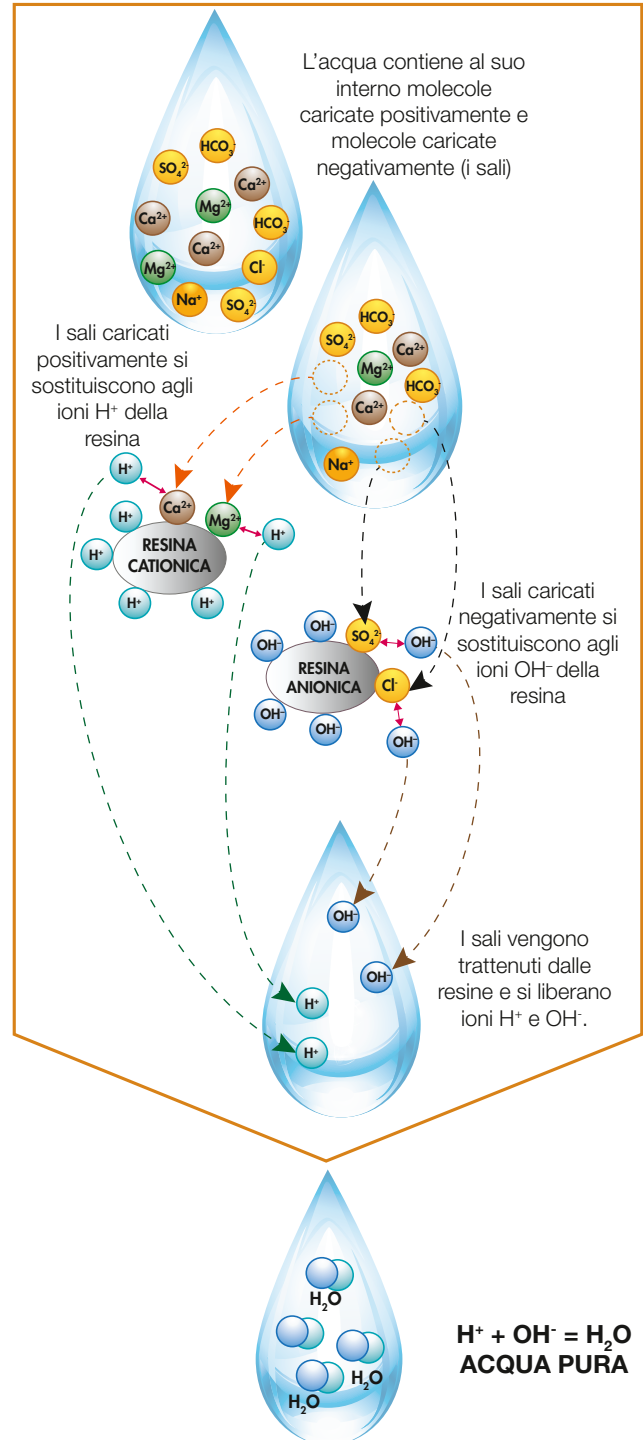 L’acqua contiene al suo
interno molecole
caricate positivamente e
molecole caricate
negativamente (i sali)
HCO₃⁻
SO₄²⁻
Ca²⁺
Mg²⁺
Ca²⁺
HCO₃⁻
Ca²⁺
Mg²⁺
Cl⁻
Na⁺
SO₄²⁻
HCO₃⁻
SO₄²⁻
Ca²⁺
Mg²⁺
HCO₃⁻
Ca²⁺
Na⁺
I sali caricati
positivamente si
sostituiscono agli
ioni H⁺ della
resina
H⁺
Ca²⁺
Mg²⁺
H⁺
H⁺
H⁺
H⁺
H⁺
RESINA
CATIONICA
I sali caricati
negativamente si
sostituiscono agli
ioni OH⁻ della
resina
OH⁻
OH⁻
SO₄²⁻
OH⁻
RESINA
ANIONICA
Cl⁻
OH⁻
OH⁻
OH⁻
OH⁻
OH⁻
H⁺
H⁺
I sali vengono
trattenuti dalle
resine e si liberano
ioni H⁺ e OH⁻.
H₂O
H₂O
H₂O
H⁺ + OH⁻ = H₂O
ACQUA PURA